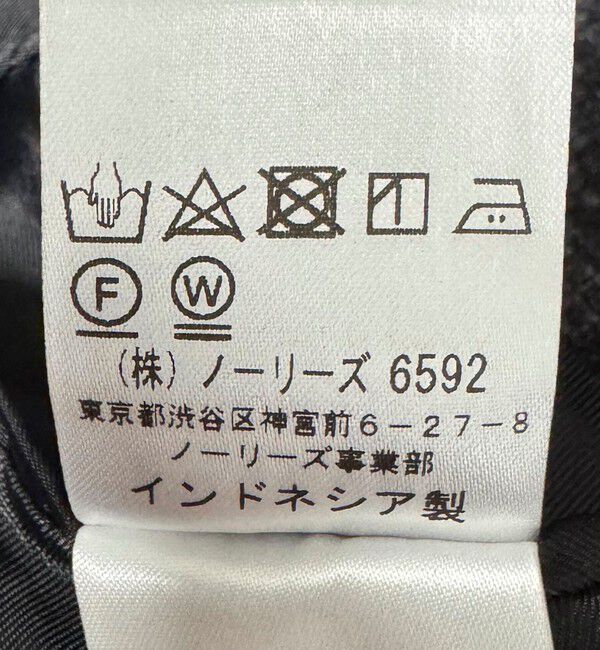 F W
(株) ノーリーズ 6592
東京都渋谷区神宮前6-27-8
ノーリーズ事業部
インドネシア製